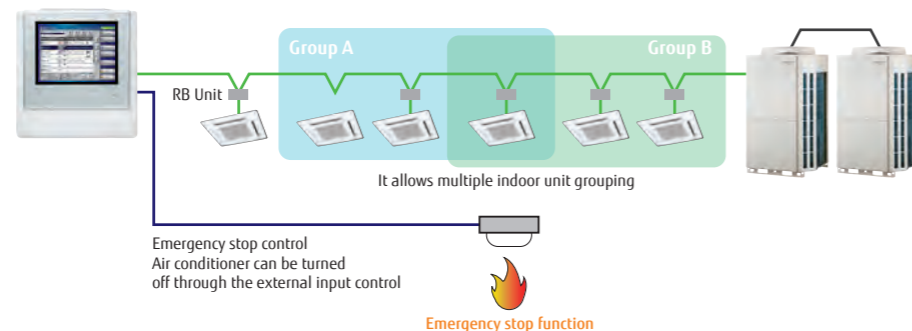 Group A
Group B
RB Unit
It allows multiple indoor unit grouping
Emergency stop control
Air conditioner can be turned
off through the external input control
Emergency stop function